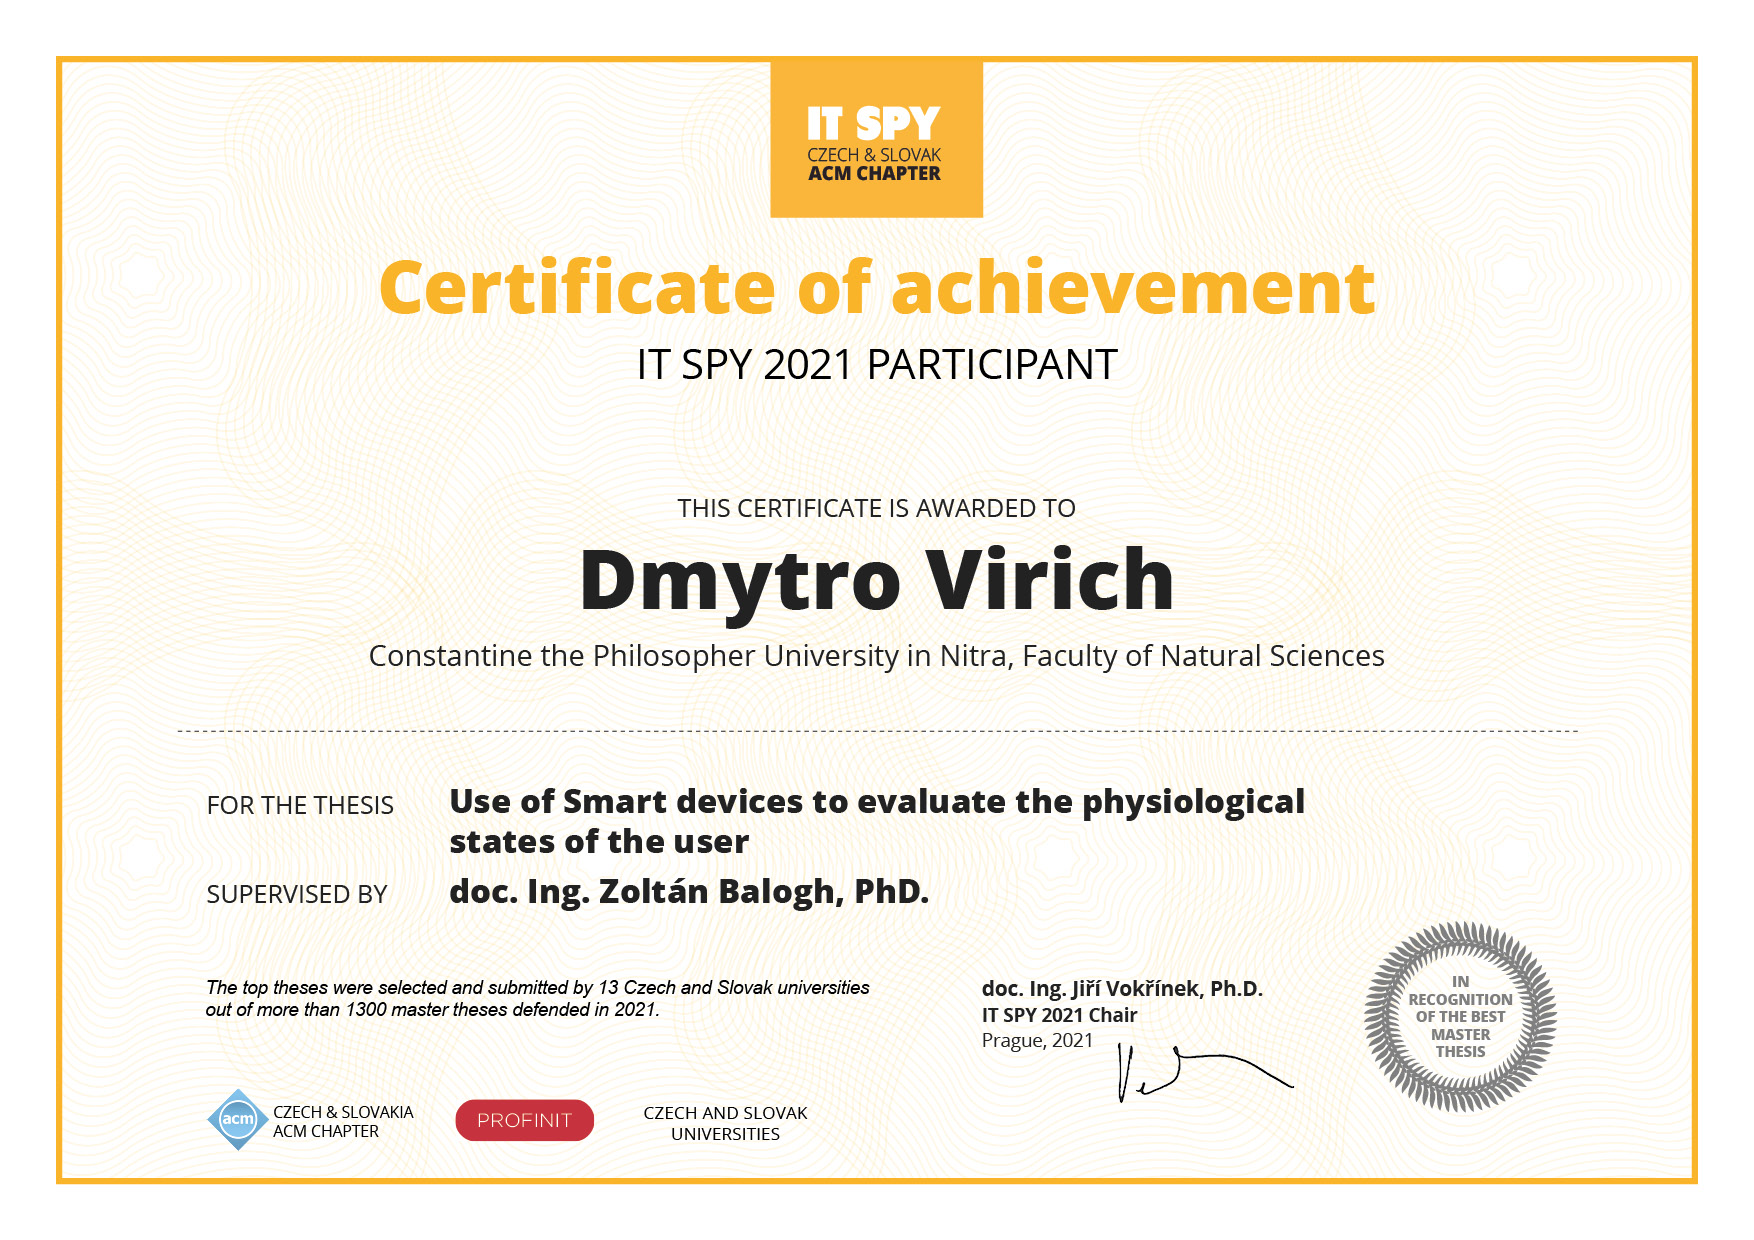 IT SPY
CZECH & SLOVAK
ACM CHAPTER
Certificate of achievement
IT SPY 2021 PARTICIPANT
THIS CERTIFICATE IS AWARDED TO
Dmytro Virich
Constantine the Philosopher University in Nitra, Faculty of Natural Sciences
FOR THE THESIS
Use of Smart devices to evaluate the physiological
states of the user
SUPERVISED BY
doc. Ing. Zoltán Balogh, PhD.
The top theses were selected and submitted by 13 Czech and Slovak universities
out of more than 1300 master theses defended in 2021.
doc. Ing. Jiří Vokřínek, Ph.D.
IT SPY 2021 Chair
Prague, 2021
IN
RECOGNITION
OF THE BEST
MASTER
THESIS
acm
CZECH & SLOVAKIA
ACM CHAPTER
PROFINIT
CZECH AND SLOVAK
UNIVERSITIES